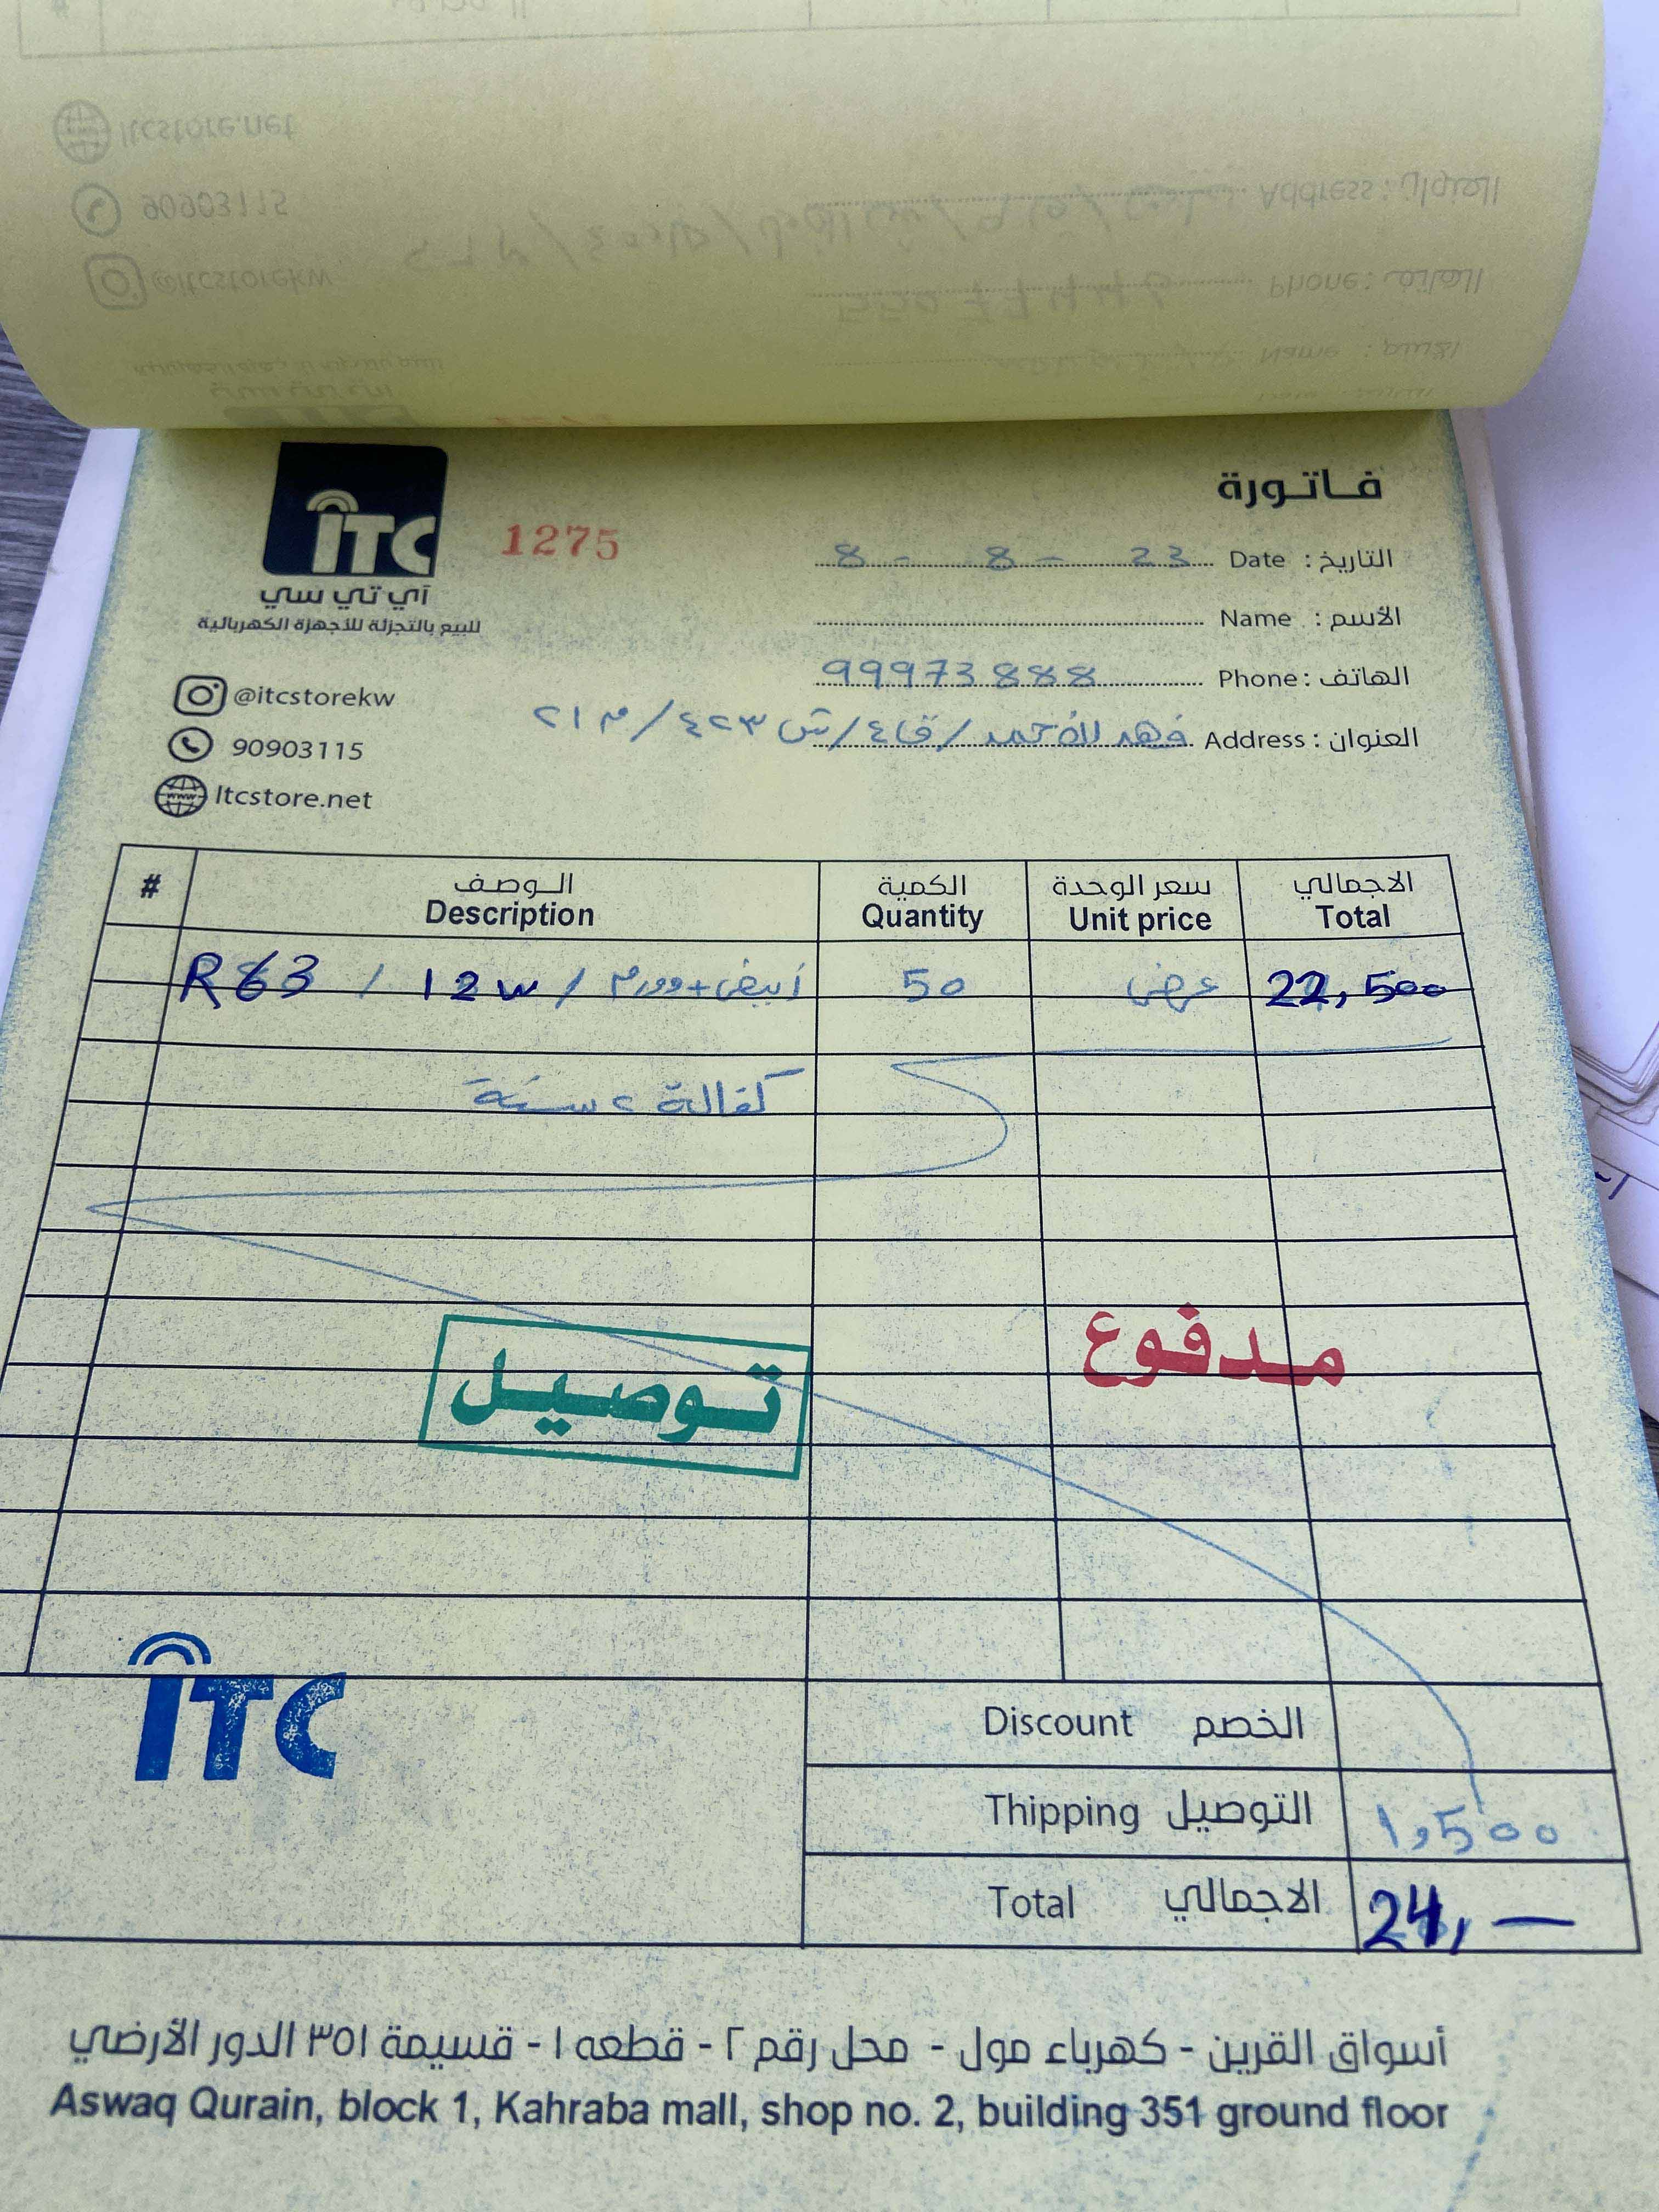 فاتورة
ITC
آي تي سي
للبيع بالتجزئة للأجهزة الكهربائية
1275
التاريخ : Date 8 - 8 - 23
الأسم : Name
الهاتف : Phone 99973888
العنوان : Address فهد الأحمد / ق٤ / ش ٤٢٣ / م ٢١
@itcstorekw
90903115
Itcstore.net
# الوصف الكمية سعر الوحدة الاجمالي
Description Quantity Unit price Total
R63 / 12w / أبيض + وورم 50 عرض 22,500
كفالة ٢ سنة
مدفوع
توصيل
ITC
Discount الخصم
Thipping التوصيل 1,500
Total الاجمالي 24,—
أسواق القرين - كهرباء مول - محل رقم ٢ - قطعه ١ - قسيمة ٣٥١ الدور الأرضي
Aswaq Qurain, block 1, Kahraba mall, shop no. 2, building 351 ground floor